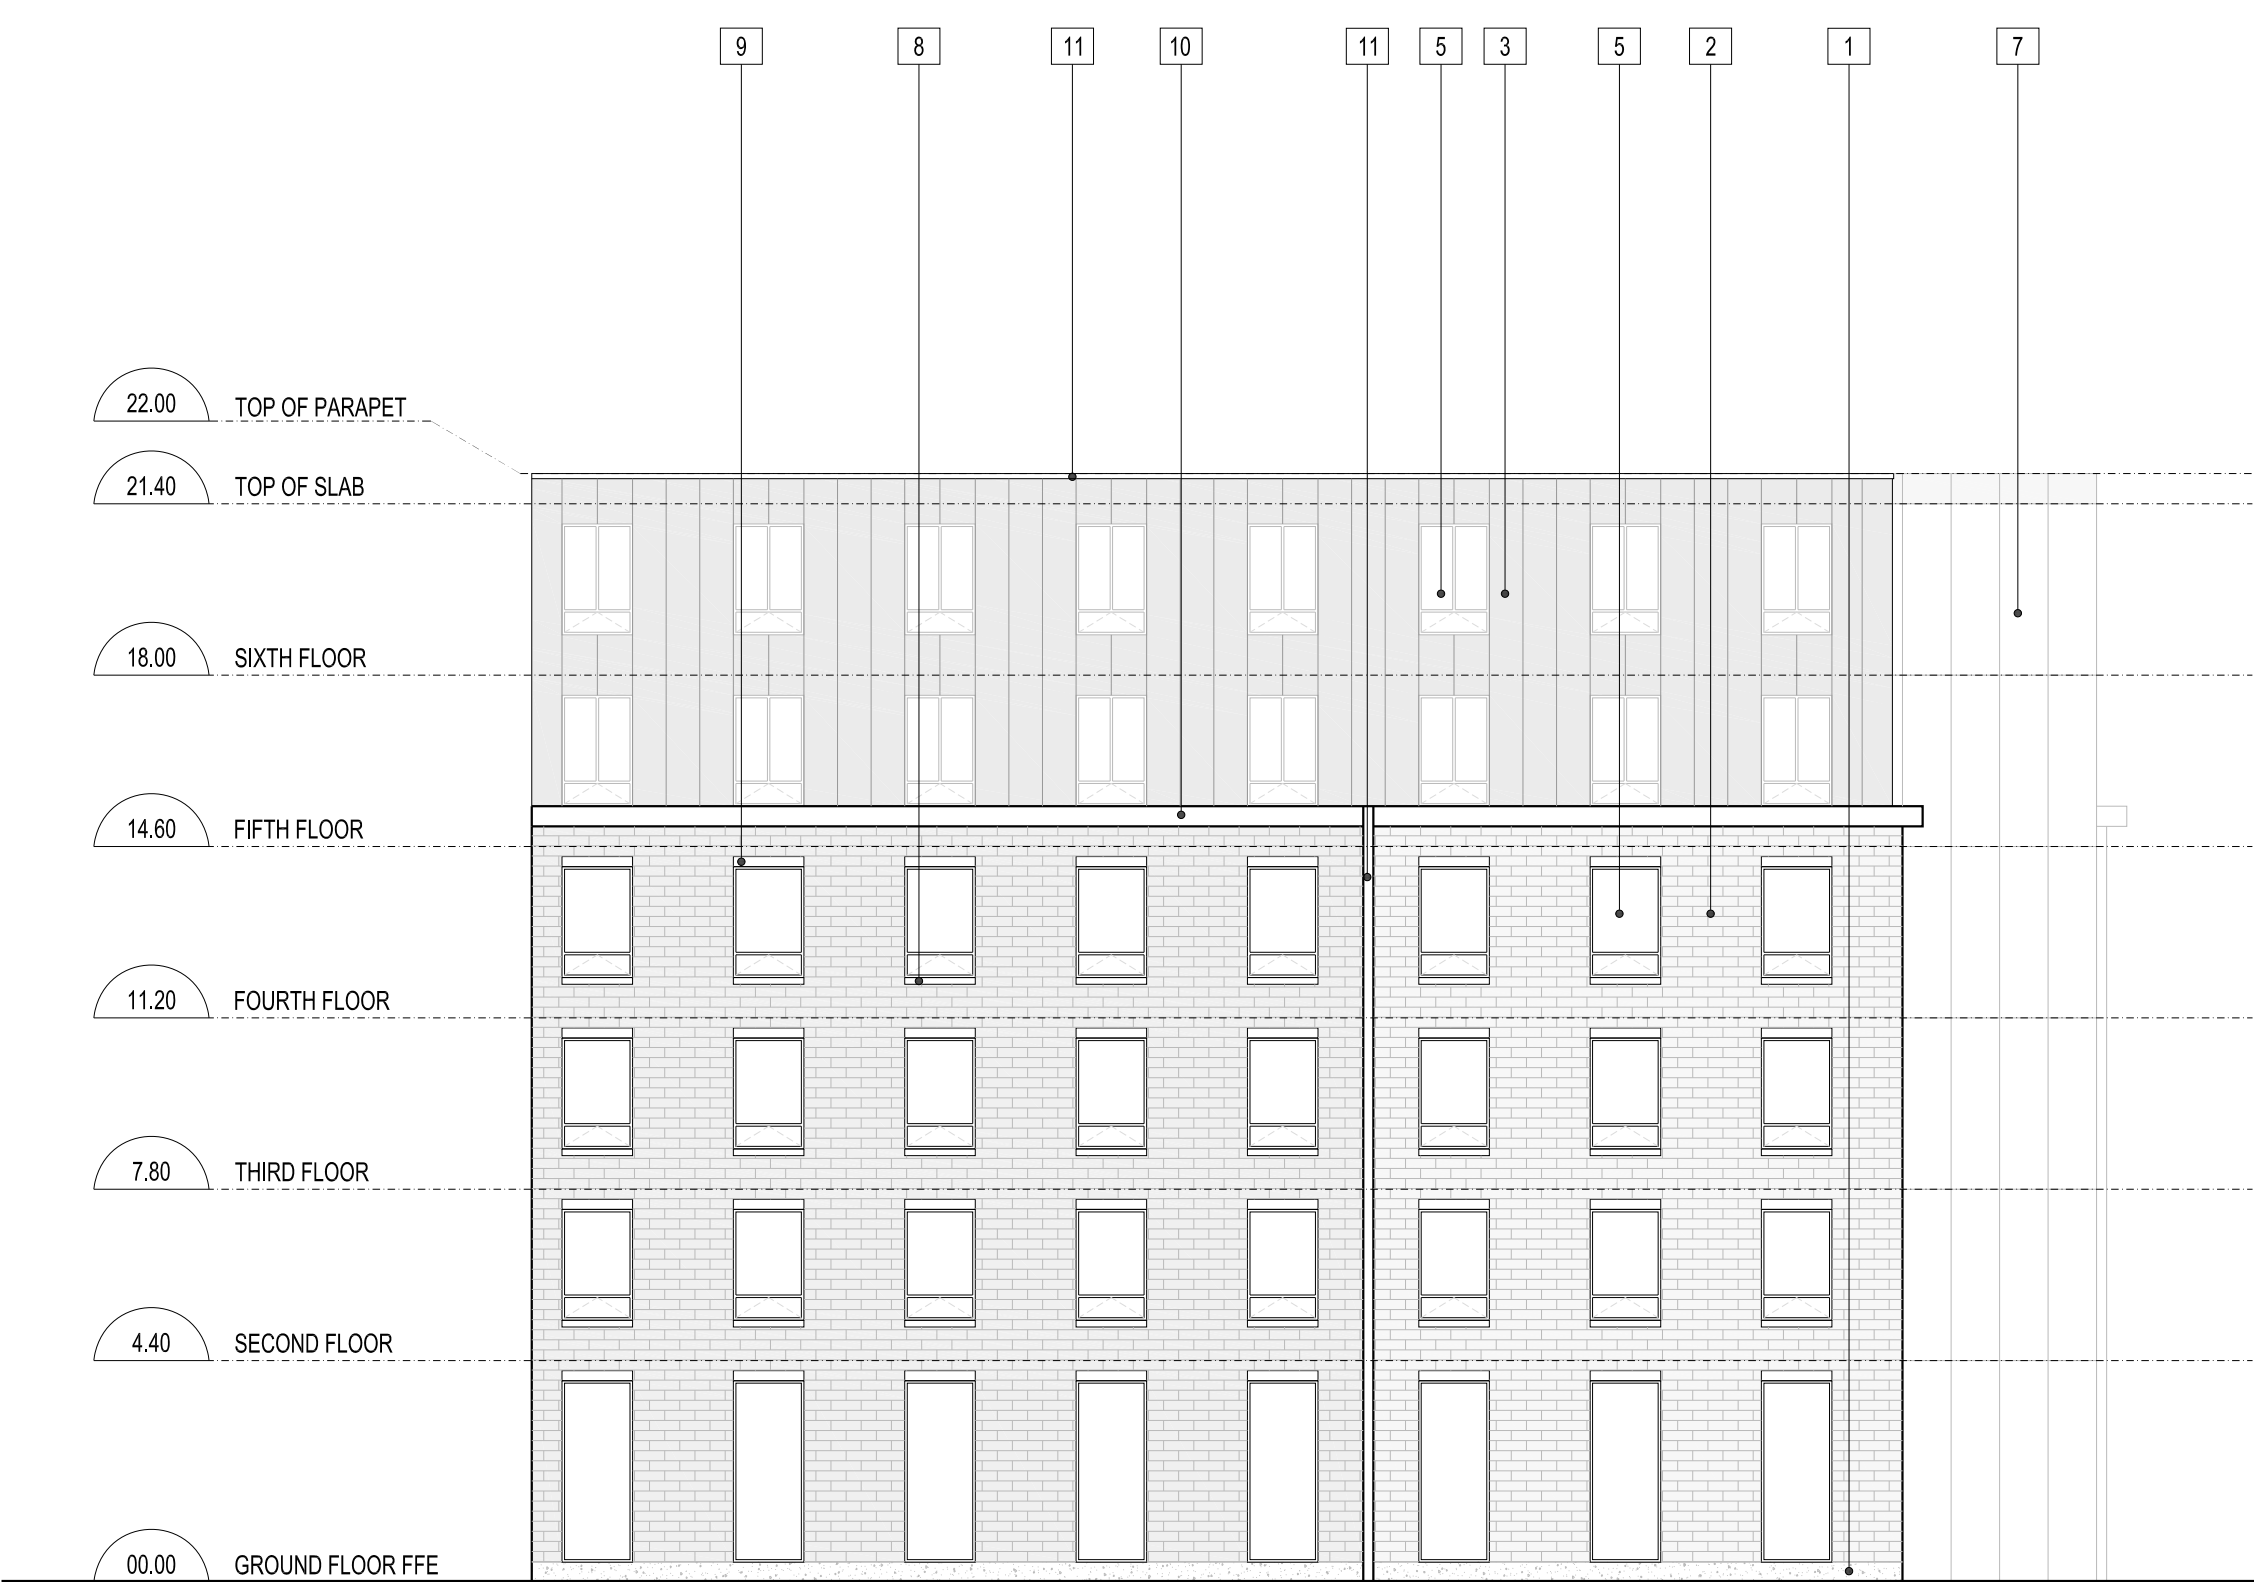 9 8 11 10 11 5 3 5 2 1 7
22.00 TOP OF PARAPET
21.40 TOP OF SLAB
18.00 SIXTH FLOOR
14.60 FIFTH FLOOR
11.20 FOURTH FLOOR
7.80 THIRD FLOOR
4.40 SECOND FLOOR
00.00 GROUND FLOOR FFE